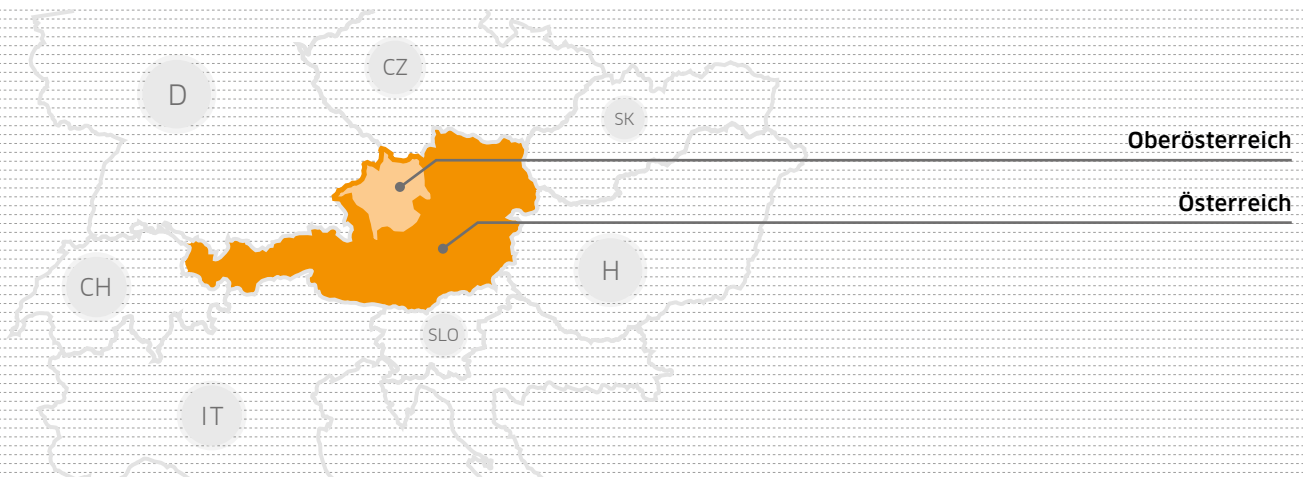 CZ
D
SK
Oberösterreich
Österreich
H
CH
SLO
IT